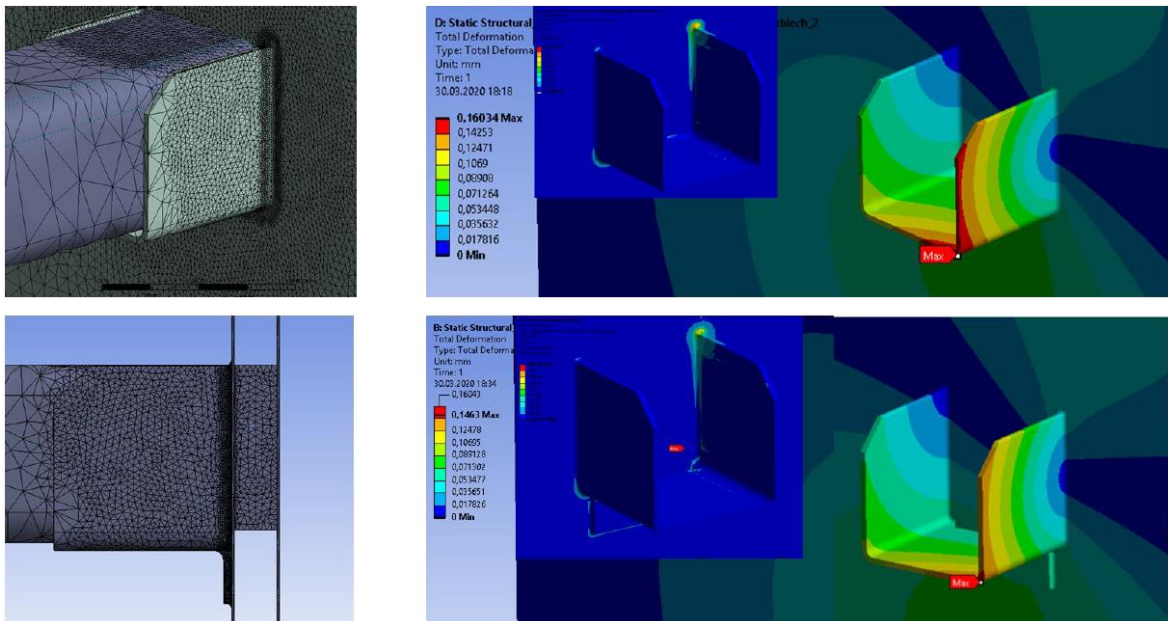 D: Static Structural_
zblech_2
Total Deformation
Type: Total Deforma
Unit: mm
Time: 1
30.03.2020 18:18
0,16034 Max
0,14253
0,12471
0,1069
0,08908
0,071264
0,053448
0,035632
0,017816
0 Min
Max
B: Static Structural_
Total Deformation
Type: Total Deforma
Unit: mm
Time: 1
30.03.2020 18:34
0,16043
0,1463 Max
0,12478
0,10695
0,089128
0,071302
0,053477
0,035651
0,017826
0 Min
Max